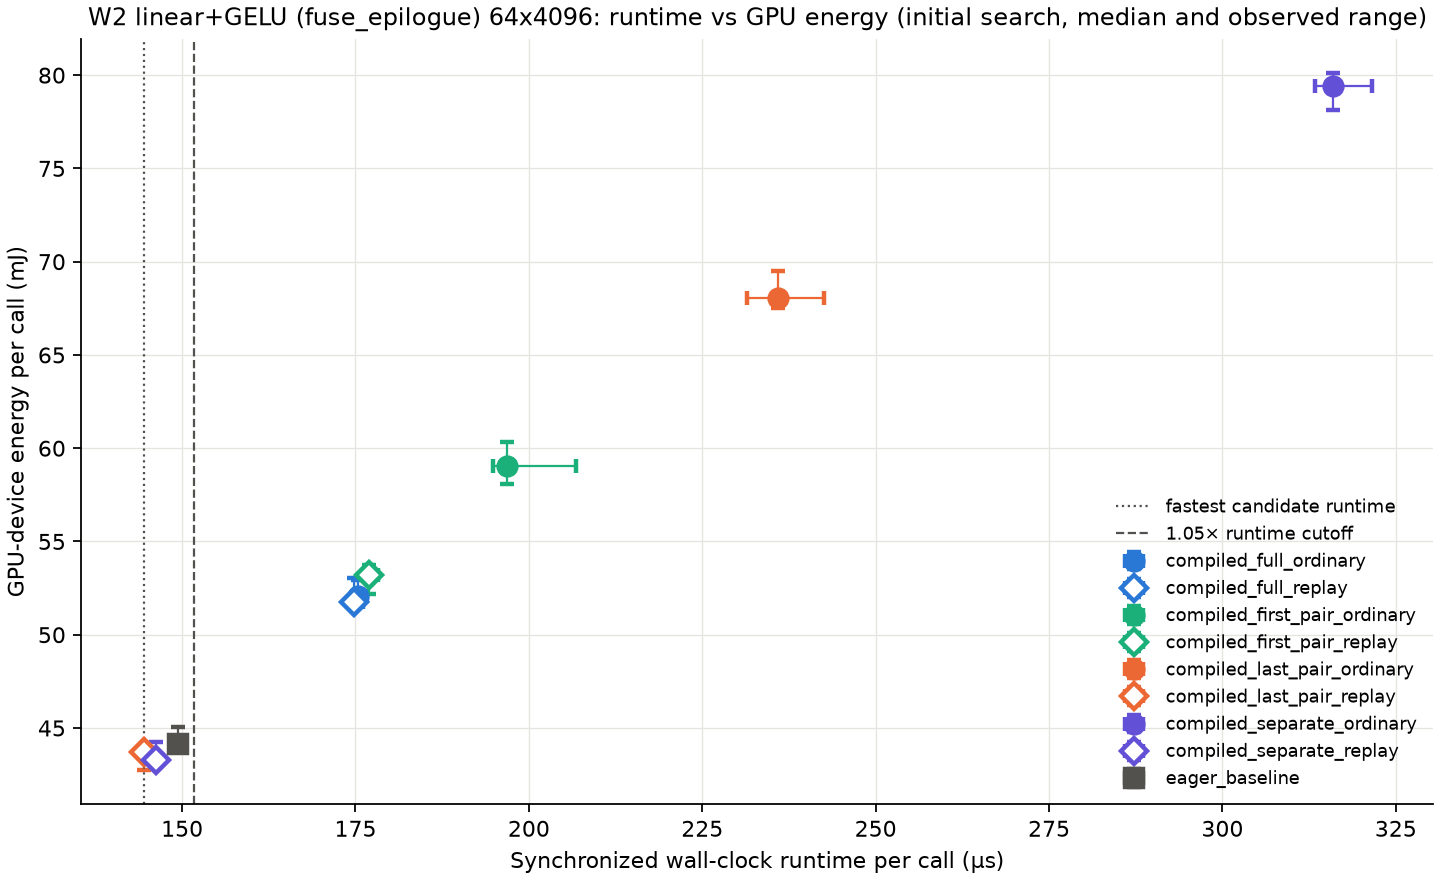 W2 linear+GELU (fuse_epilogue) 64x4096: runtime vs GPU energy (initial search, median and observed range)
GPU-device energy per call (mJ)
80
75
70
65
60
55
50
45
fastest candidate runtime
1.05× runtime cutoff
compiled_full_ordinary
compiled_full_replay
compiled_first_pair_ordinary
compiled_first_pair_replay
compiled_last_pair_ordinary
compiled_last_pair_replay
compiled_separate_ordinary
compiled_separate_replay
eager_baseline
150 175 200 225 250 275 300 325
Synchronized wall-clock runtime per call (µs)